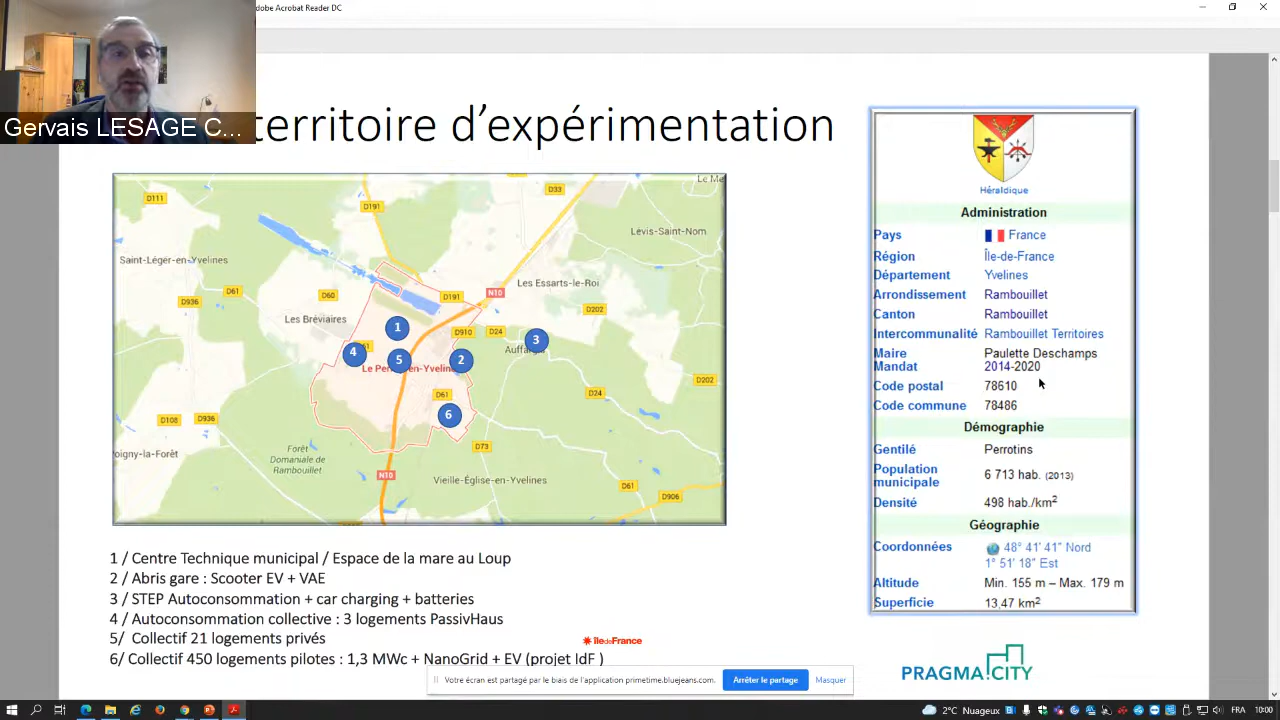 dobe Acrobat Reader DC
Gervais LESAGE C...
territoire d'expérimentation
D111
D191
D33
Le Me
Saint-Léger-en-Yvelines
Lévis-Saint-Nom
D936
D61
D60
D191
N10
Les Essarts-le-Roi
D202
Les Bréviaires
1
D910
D24
3
Auffargis
4
5
2
Le Perray-en-Yvelines
D202
D61
D24
6
D108
D936
D73
Poigny-la-Forêt
Forêt
Domaniale de
Rambouillet
N10
Vieille-Église-en-Yvelines
D61
D906
1 / Centre Technique municipal / Espace de la mare au Loup
2 / Abris gare : Scooter EV + VAE
3 / STEP Autoconsommation + car charging + batteries
4 / Autoconsommation collective : 3 logements PassivHaus
5/ Collectif 21 logements privés
6/ Collectif 450 logements pilotes : 1,3 MWc + NanoGrid + EV (projet IdF )
îledeFrance
Héraldique
Administration
Pays France
Région Île-de-France
Département Yvelines
Arrondissement Rambouillet
Canton Rambouillet
Intercommunalité Rambouillet Territoires
Maire Paulette Deschamps
Mandat 2014-2020
Code postal 78610
Code commune 78486
Démographie
Gentilé Perrotins
Population
municipale 6 713 hab. (2013)
Densité 498 hab./km²
Géographie
Coordonnées 48° 41′ 41″ Nord
1° 51′ 18″ Est
Altitude Min. 155 m – Max. 179 m
Superficie 13,47 km²
PRAGMA:CITY
Votre écran est partagé par le biais de l'application primetime.bluejeans.com.
Arrêter le partage
Masquer
2°C Nuageux
FRA
10:00